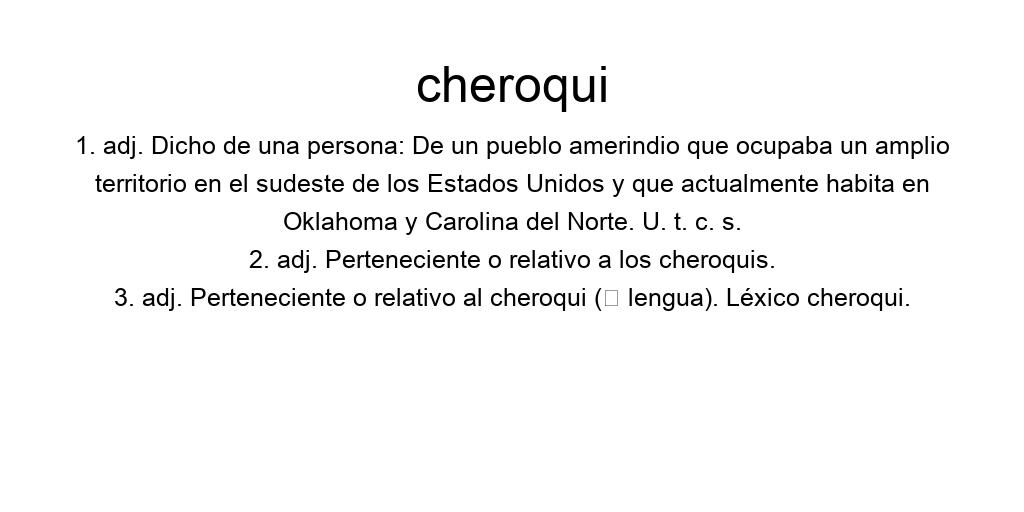 cheroqui
1. adj. Dicho de una persona: De un pueblo amerindio que ocupaba un amplio
territorio en el sudeste de los Estados Unidos y que actualmente habita en
Oklahoma y Carolina del Norte. U. t. c. s.
2. adj. Perteneciente o relativo a los cheroquis.
3. adj. Perteneciente o relativo al cheroqui (□ lengua). Léxico cheroqui.